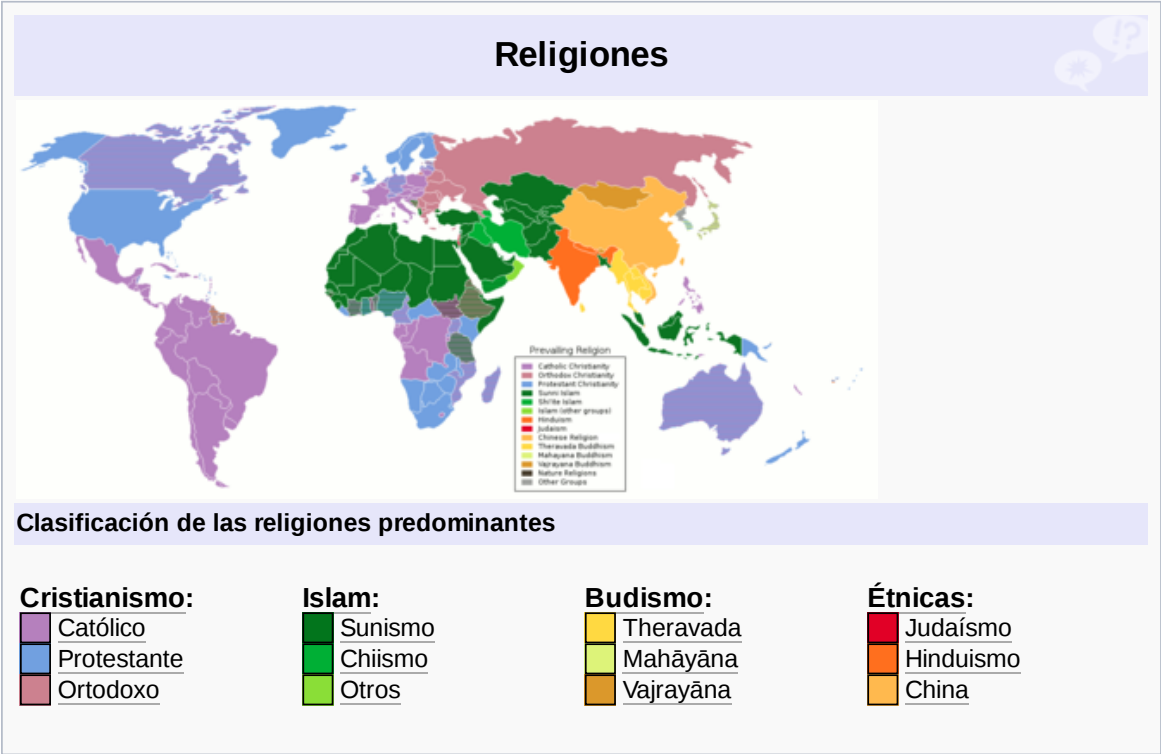 Religiones
Prevailing Religion
Catholic Christianity
Orthodox Christianity
Protestant Christianity
Sunni Islam
Shi'ite Islam
Islam (other groups)
Hinduism
Judaism
Chinese Religion
Theravada Buddhism
Mahayana Buddhism
Vajrayana Buddhism
Nature Religions
Other Groups
Clasificación de las religiones predominantes
Cristianismo:
Católico
Protestante
Ortodoxo
Islam:
Sunismo
Chiismo
Otros
Budismo:
Theravada
Mahāyāna
Vajrayāna
Étnicas:
Judaísmo
Hinduismo
China